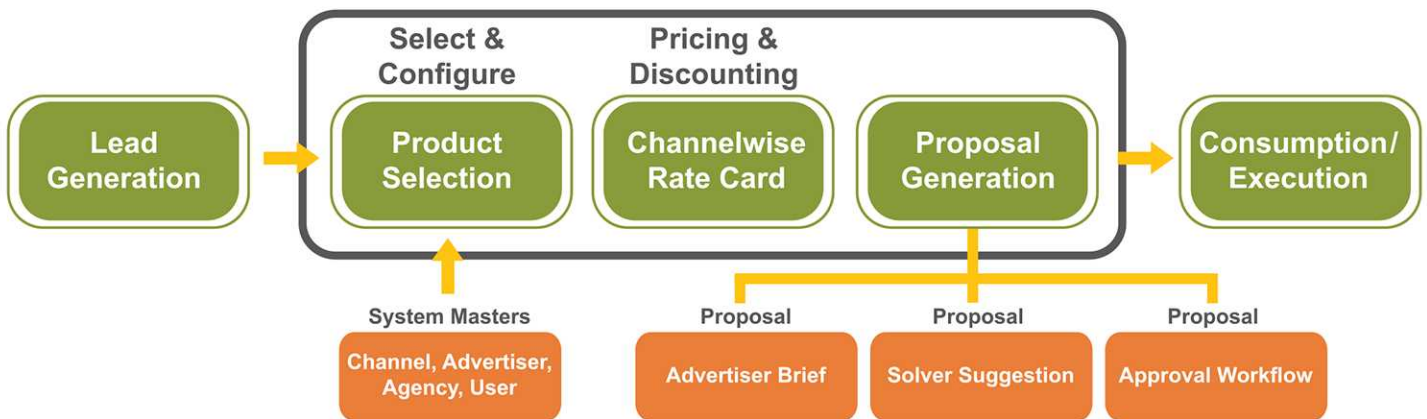 Select &
Configure
Pricing &
Discounting
Lead
Generation
Product
Selection
Channelwise
Rate Card
Proposal
Generation
Consumption/
Execution
System Masters
Channel, Advertiser,
Agency, User
Proposal
Advertiser Brief
Proposal
Solver Suggestion
Proposal
Approval Workflow